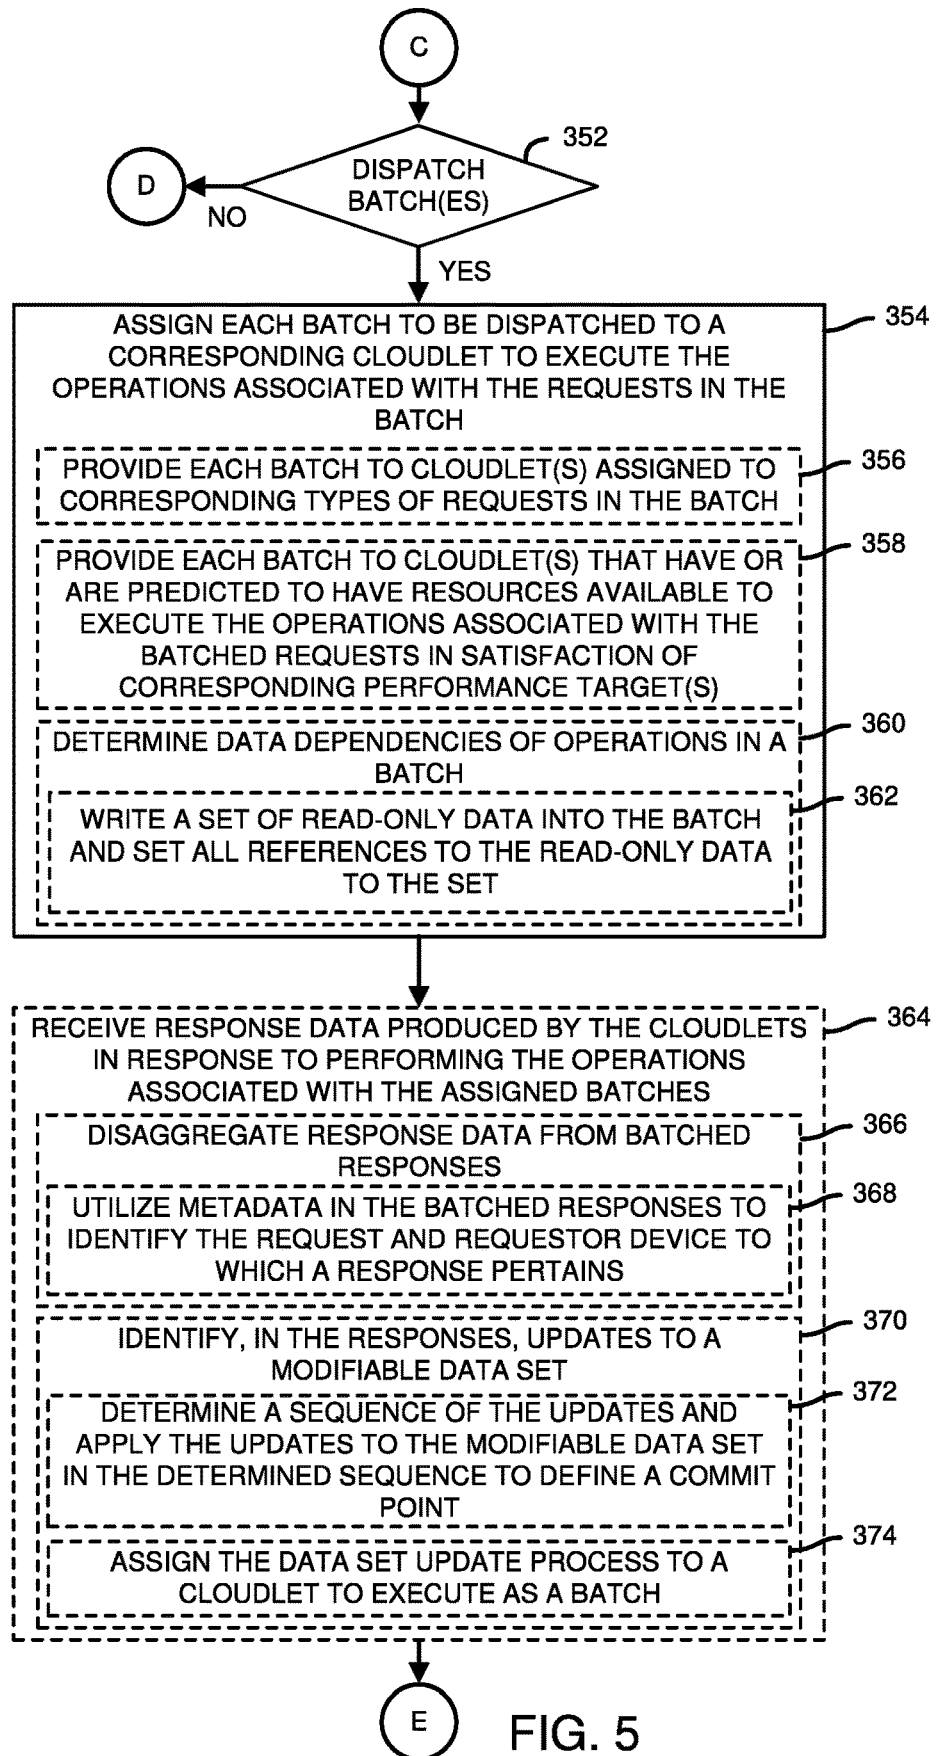 C
352
DISPATCH
BATCH(ES)
D
NO
YES
354
ASSIGN EACH BATCH TO BE DISPATCHED TO A
CORRESPONDING CLOUDLET TO EXECUTE THE
OPERATIONS ASSOCIATED WITH THE REQUESTS IN THE
BATCH
356
PROVIDE EACH BATCH TO CLOUDLET(S) ASSIGNED TO
CORRESPONDING TYPES OF REQUESTS IN THE BATCH
358
PROVIDE EACH BATCH TO CLOUDLET(S) THAT HAVE OR
ARE PREDICTED TO HAVE RESOURCES AVAILABLE TO
EXECUTE THE OPERATIONS ASSOCIATED WITH THE
BATCHED REQUESTS IN SATISFACTION OF
CORRESPONDING PERFORMANCE TARGET(S)
360
DETERMINE DATA DEPENDENCIES OF OPERATIONS IN A
BATCH
362
WRITE A SET OF READ-ONLY DATA INTO THE BATCH
AND SET ALL REFERENCES TO THE READ-ONLY DATA
TO THE SET
364
RECEIVE RESPONSE DATA PRODUCED BY THE CLOUDLETS
IN RESPONSE TO PERFORMING THE OPERATIONS
ASSOCIATED WITH THE ASSIGNED BATCHES
366
DISAGGREGATE RESPONSE DATA FROM BATCHED
RESPONSES
368
UTILIZE METADATA IN THE BATCHED RESPONSES TO
IDENTIFY THE REQUEST AND REQUESTOR DEVICE TO
WHICH A RESPONSE PERTAINS
370
IDENTIFY, IN THE RESPONSES, UPDATES TO A
MODIFIABLE DATA SET
372
DETERMINE A SEQUENCE OF THE UPDATES AND
APPLY THE UPDATES TO THE MODIFIABLE DATA SET
IN THE DETERMINED SEQUENCE TO DEFINE A COMMIT
POINT
374
ASSIGN THE DATA SET UPDATE PROCESS TO A
CLOUDLET TO EXECUTE AS A BATCH
E
FIG. 5